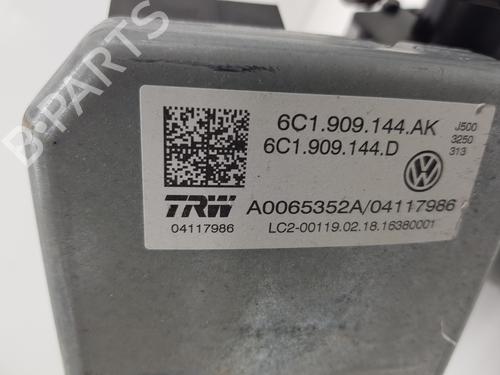 6C1.909.144.AK
J500
6C1.909.144.D
3250
313
TRW
A0065352A/04117986
04117986
LC2-00119.02.18.16380001
B-PARTS